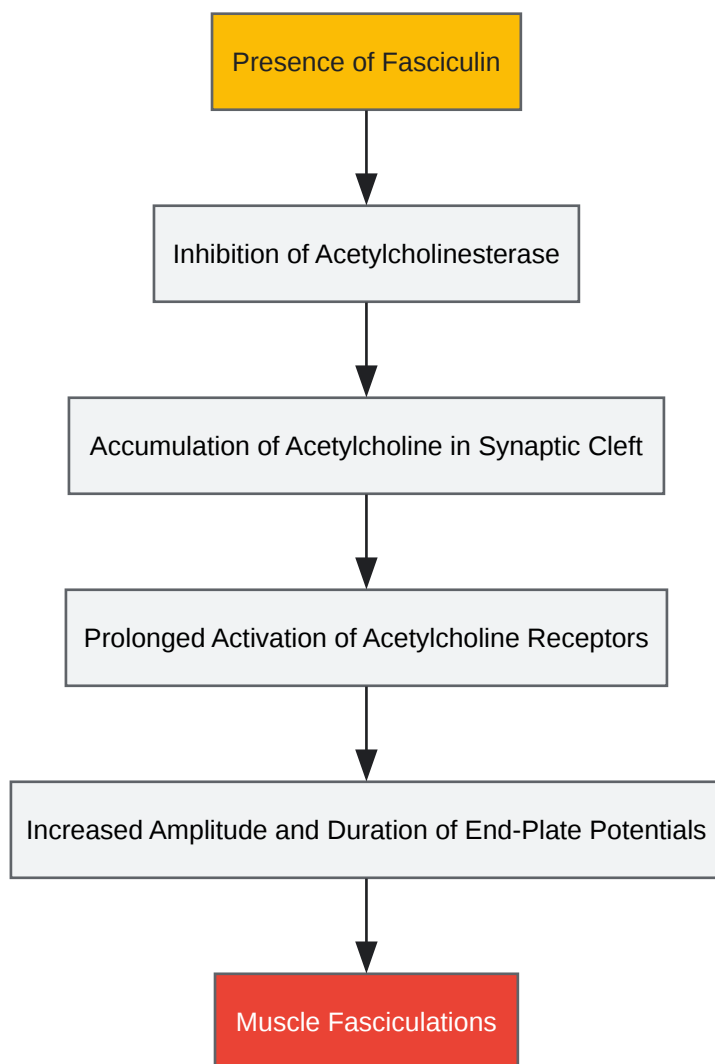 Presence of Fasciculin
Inhibition of Acetylcholinesterase
Accumulation of Acetylcholine in Synaptic Cleft
Prolonged Activation of Acetylcholine Receptors
Increased Amplitude and Duration of End-Plate Potentials
Muscle Fasciculations